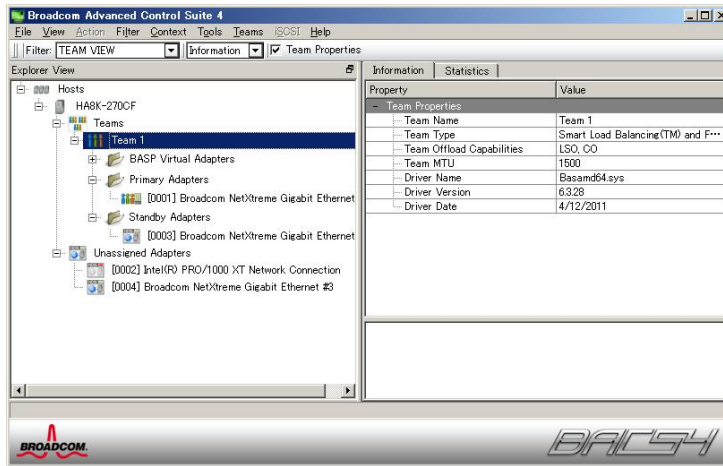 Broadcom Advanced Control Suite 4
File View Action Filter Context Tools Teams iSCSI Help
Filter: TEAM VIEW Information Team Properties
Explorer View
Hosts
HA8K-270CF
Teams
Team 1
BASP Virtual Adapters
Primary Adapters
[0001] Broadcom NetXtreme Gigabit Ethernet
Standby Adapters
[0003] Broadcom NetXtreme Gigabit Ethernet
Unassigned Adapters
[0002] Intel(R) PRO/1000 XT Network Connection
[0004] Broadcom NetXtreme Gigabit Ethernet #3
Information Statistics
Property Value
Team Properties
Team Name Team 1
Team Type Smart Load Balancing(TM) and F…
Team Offload Capabilities LSO, CO
Team MTU 1500
Driver Name Basamd64.sys
Driver Version 6.3.28
Driver Date 4/12/2011
BROADCOM.
BACS4